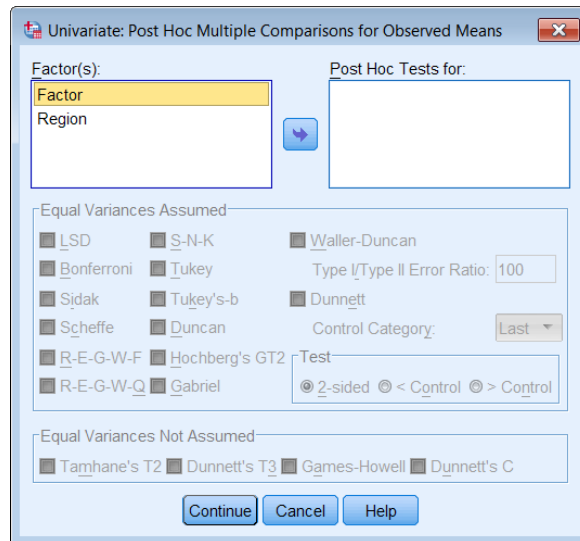 Univariate: Post Hoc Multiple Comparisons for Observed Means
Factor(s):
Post Hoc Tests for:
Factor
Region
Equal Variances Assumed
LSD S-N-K Waller-Duncan
Bonferroni Tukey Type I/Type II Error Ratio: 100
Sidak Tukey's-b Dunnett
Scheffe Duncan Control Category: Last
R-E-G-W-F Hochberg's GT2 Test
R-E-G-W-Q Gabriel 2-sided < Control > Control
Equal Variances Not Assumed
Tamhane's T2 Dunnett's T3 Games-Howell Dunnett's C
Continue Cancel Help